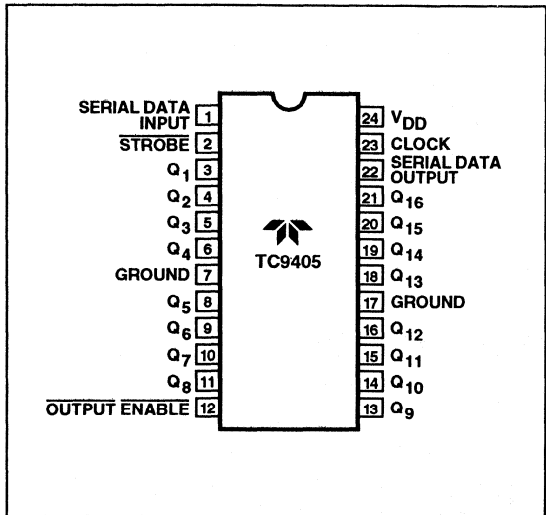 SERIAL DATA INPUT 1
STROBE 2
Q1 3
Q2 4
Q3 5
Q4 6
GROUND 7
Q5 8
Q6 9
Q7 10
Q8 11
OUTPUT ENABLE 12
TC9405
24 VDD
23 CLOCK
22 SERIAL DATA OUTPUT
21 Q16
20 Q15
19 Q14
18 Q13
17 GROUND
16 Q12
15 Q11
14 Q10
13 Q9